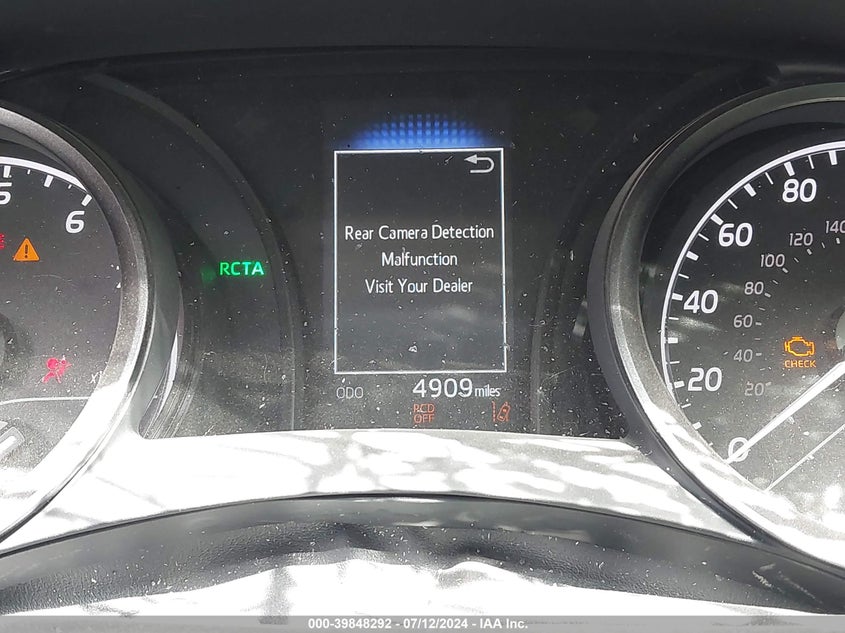 5
6
RCTA
Rear Camera Detection
Malfunction
Visit Your Dealer
ODO 4909 miles
RCD
OFF
80
60
40
20
0
140
120
100
80
60
40
20
CHECK
000-39848292 - 07/12/2024 - IAA Inc.